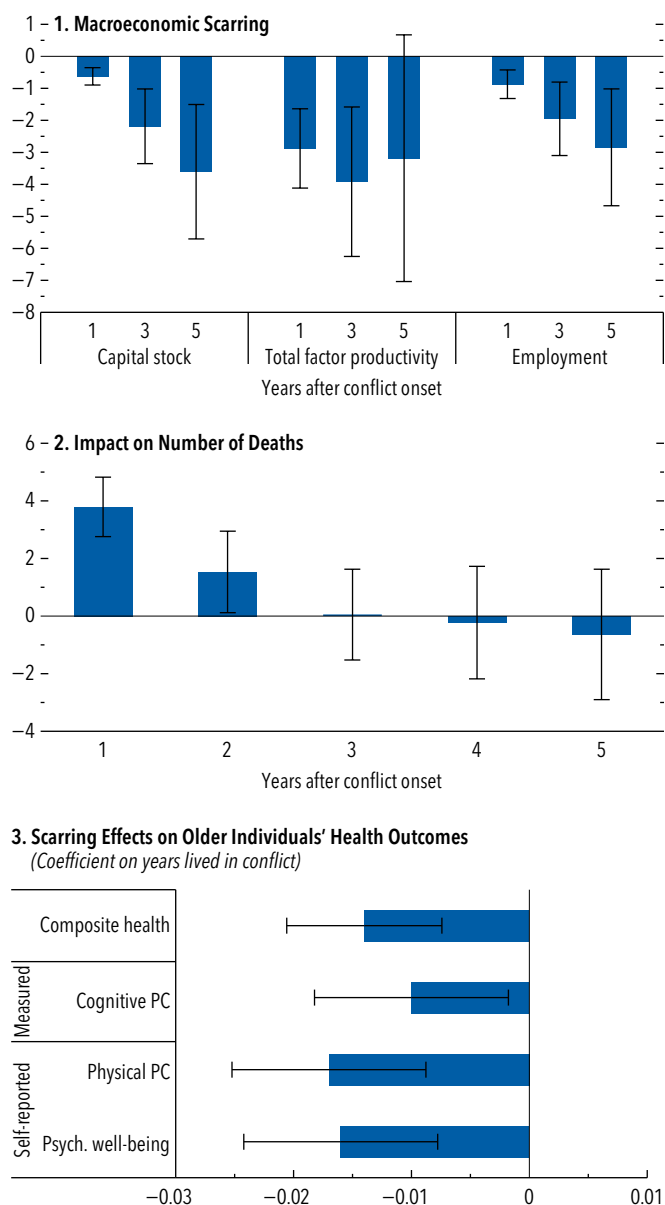 1. Macroeconomic Scarring
1
0
−1
−2
−3
−4
−5
−6
−7
−8
1 3 5 1 3 5 1 3 5
Capital stock Total factor productivity Employment
Years after conflict onset
2. Impact on Number of Deaths
6
4
2
0
−2
−4
1 2 3 4 5
Years after conflict onset
3. Scarring Effects on Older Individuals’ Health Outcomes
(Coefficient on years lived in conflict)
Composite health
Measured
Cognitive PC
Self-reported
Physical PC
Psych. well-being
−0.03 −0.02 −0.01 0 0.01